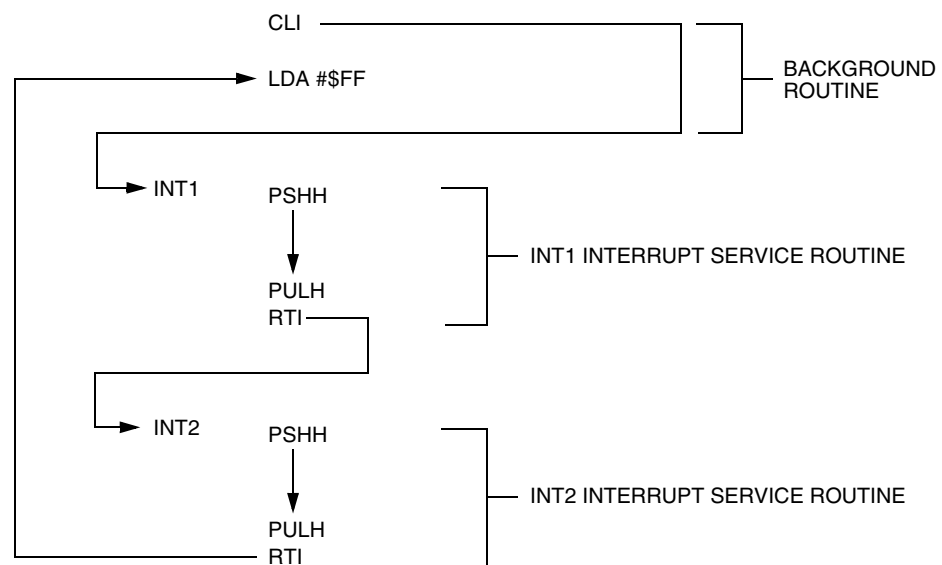 CLI
LDA #$FF
BACKGROUND
ROUTINE
INT1
PSHH
INT1 INTERRUPT SERVICE ROUTINE
PULH
RTI
INT2
PSHH
INT2 INTERRUPT SERVICE ROUTINE
PULH
RTI